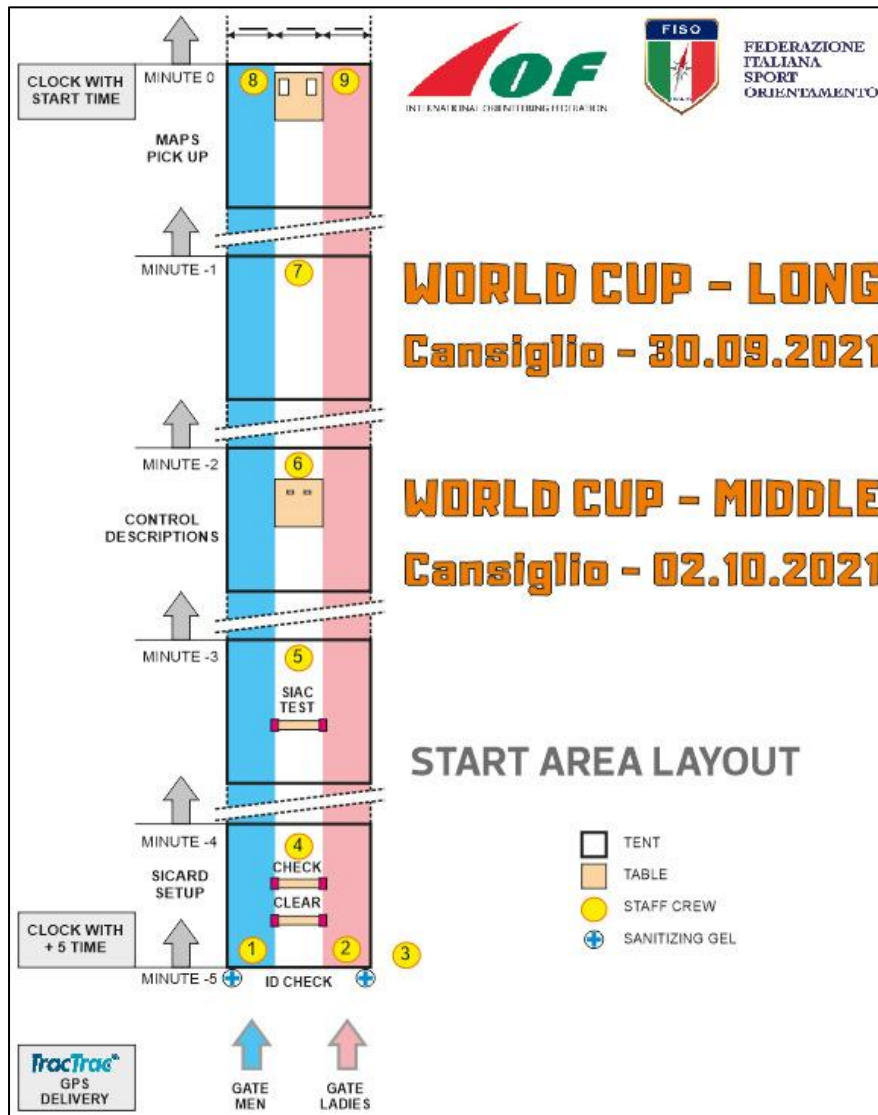 MINUTE 0
CLOCK WITH
START TIME
8
9
MAPS
PICK UP
MINUTE -1
7
MINUTE -2
6
CONTROL
DESCRIPTIONS
MINUTE -3
5
SIAC
TEST
MINUTE -4
4
SICARD
SETUP
CHECK
CLEAR
CLOCK WITH
+ 5 TIME
1
2
3
MINUTE -5
ID CHECK
TracTrac
GPS
DELIVERY
GATE
MEN
GATE
LADIES
IOF
INTERNATIONAL ORIENTEERING FEDERATION
FISO
FEDERAZIONE
ITALIANA
SPORT
ORIENTAMENTO
WORLD CUP - LONG
Cansiglio - 30.09.2021
WORLD CUP - MIDDLE
Cansiglio - 02.10.2021
START AREA LAYOUT
TENT
TABLE
STAFF CREW
SANITIZING GEL